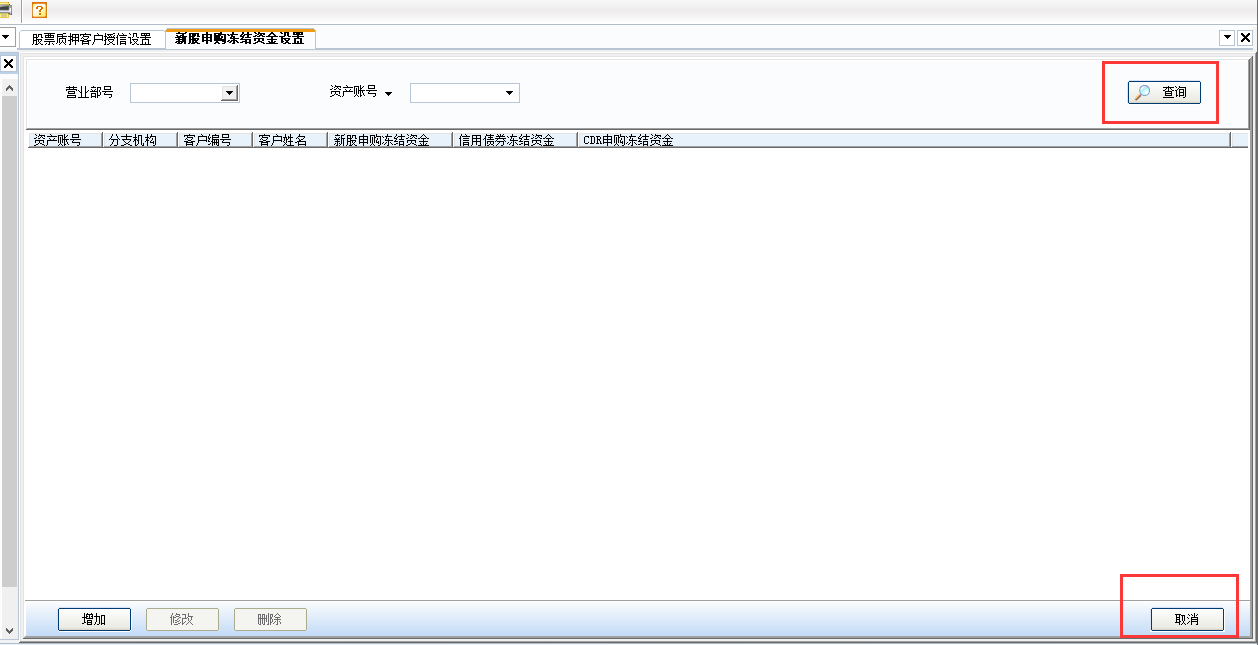 ?
股票质押客户授信设置 新股申购冻结资金设置
营业部号 资产账号 查询
资产账号 分支机构 客户编号 客户姓名 新股申购冻结资金 信用债券冻结资金 CDR申购冻结资金
增加 修改 删除 取消